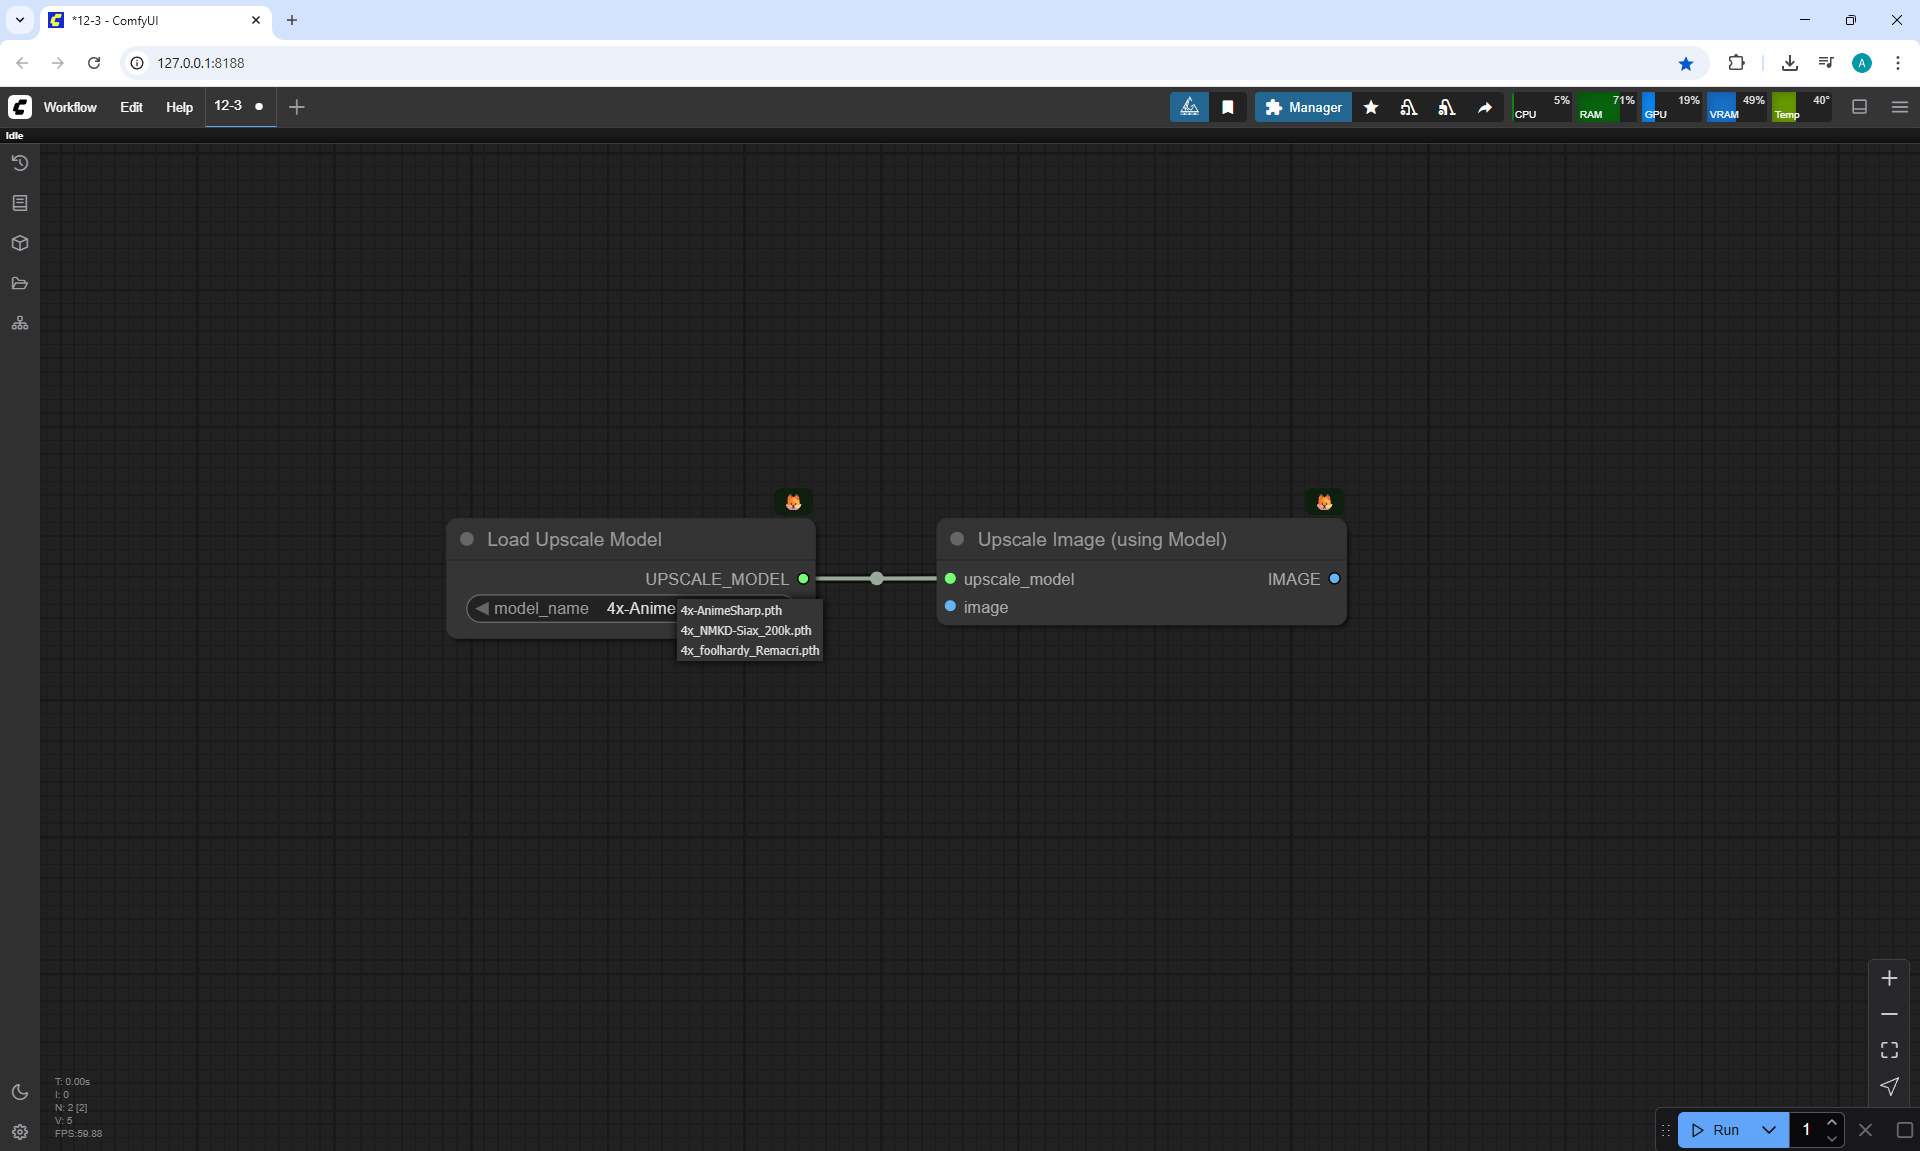 *12-3 - ComfyUI
127.0.0.1:8188
Workflow Edit Help 12-3
Manager
CPU 5% RAM 71% GPU 19% VRAM 49% Temp 40°
Idle
Load Upscale Model
UPSCALE_MODEL
model_name 4x-Anime
4x-AnimeSharp.pth
4x_NMKD-Siax_200k.pth
4x_foolhardy_Remacri.pth
Upscale Image (using Model)
upscale_model IMAGE
image
T: 0.00s
I: 0
N: 2 [2]
V: 5
FPS:59.88
Run 1
A